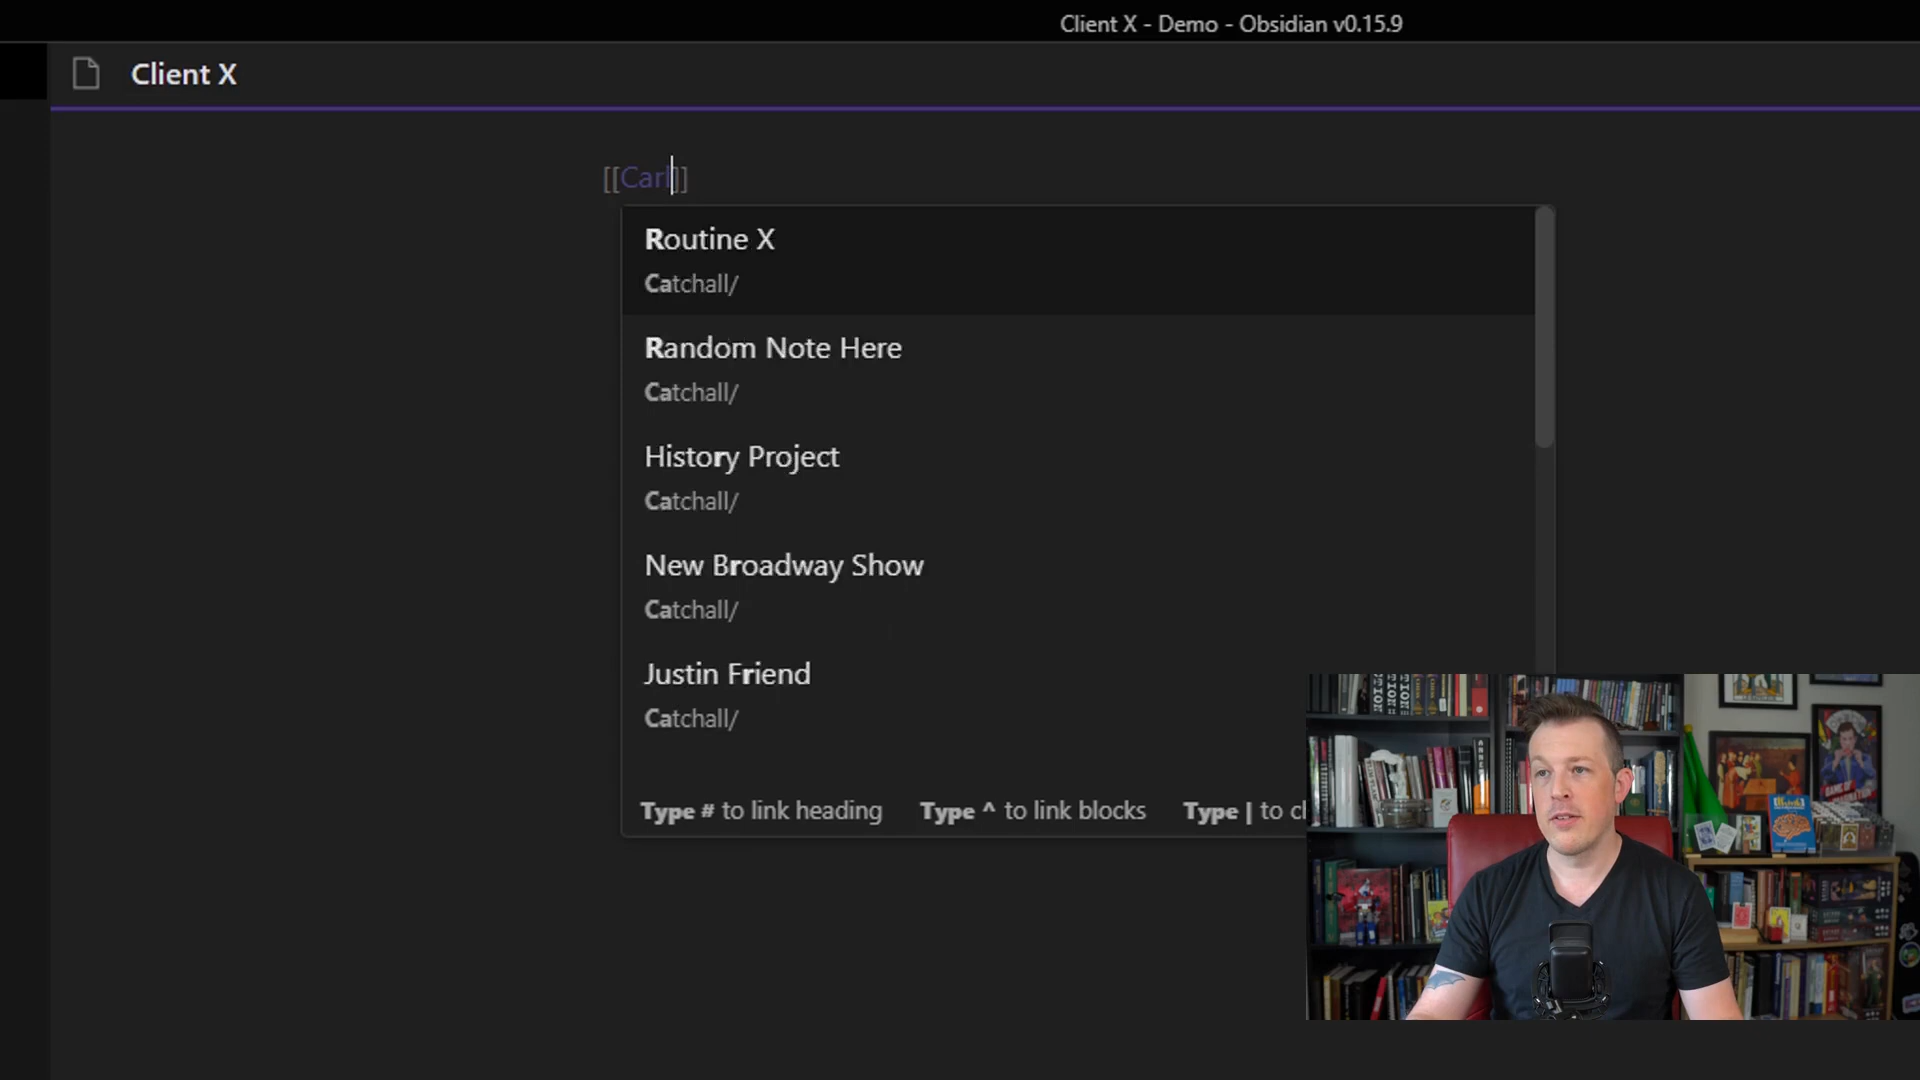 Client X - Demo - Obsidian v0.15.9
Client X
[[Carl]]
Routine X
Catchall/
Random Note Here
Catchall/
History Project
Catchall/
New Broadway Show
Catchall/
Justin Friend
Catchall/
Type # to link heading Type ^ to link blocks Type | to